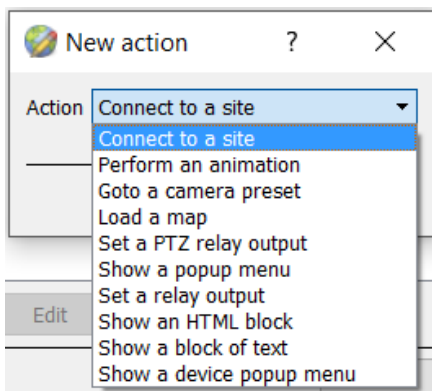 New action ?
Action Connect to a site
Connect to a site
Perform an animation
Goto a camera preset
Load a map
Set a PTZ relay output
Show a popup menu
Set a relay output
Edit
Show an HTML block
Show a block of text
Show a device popup menu